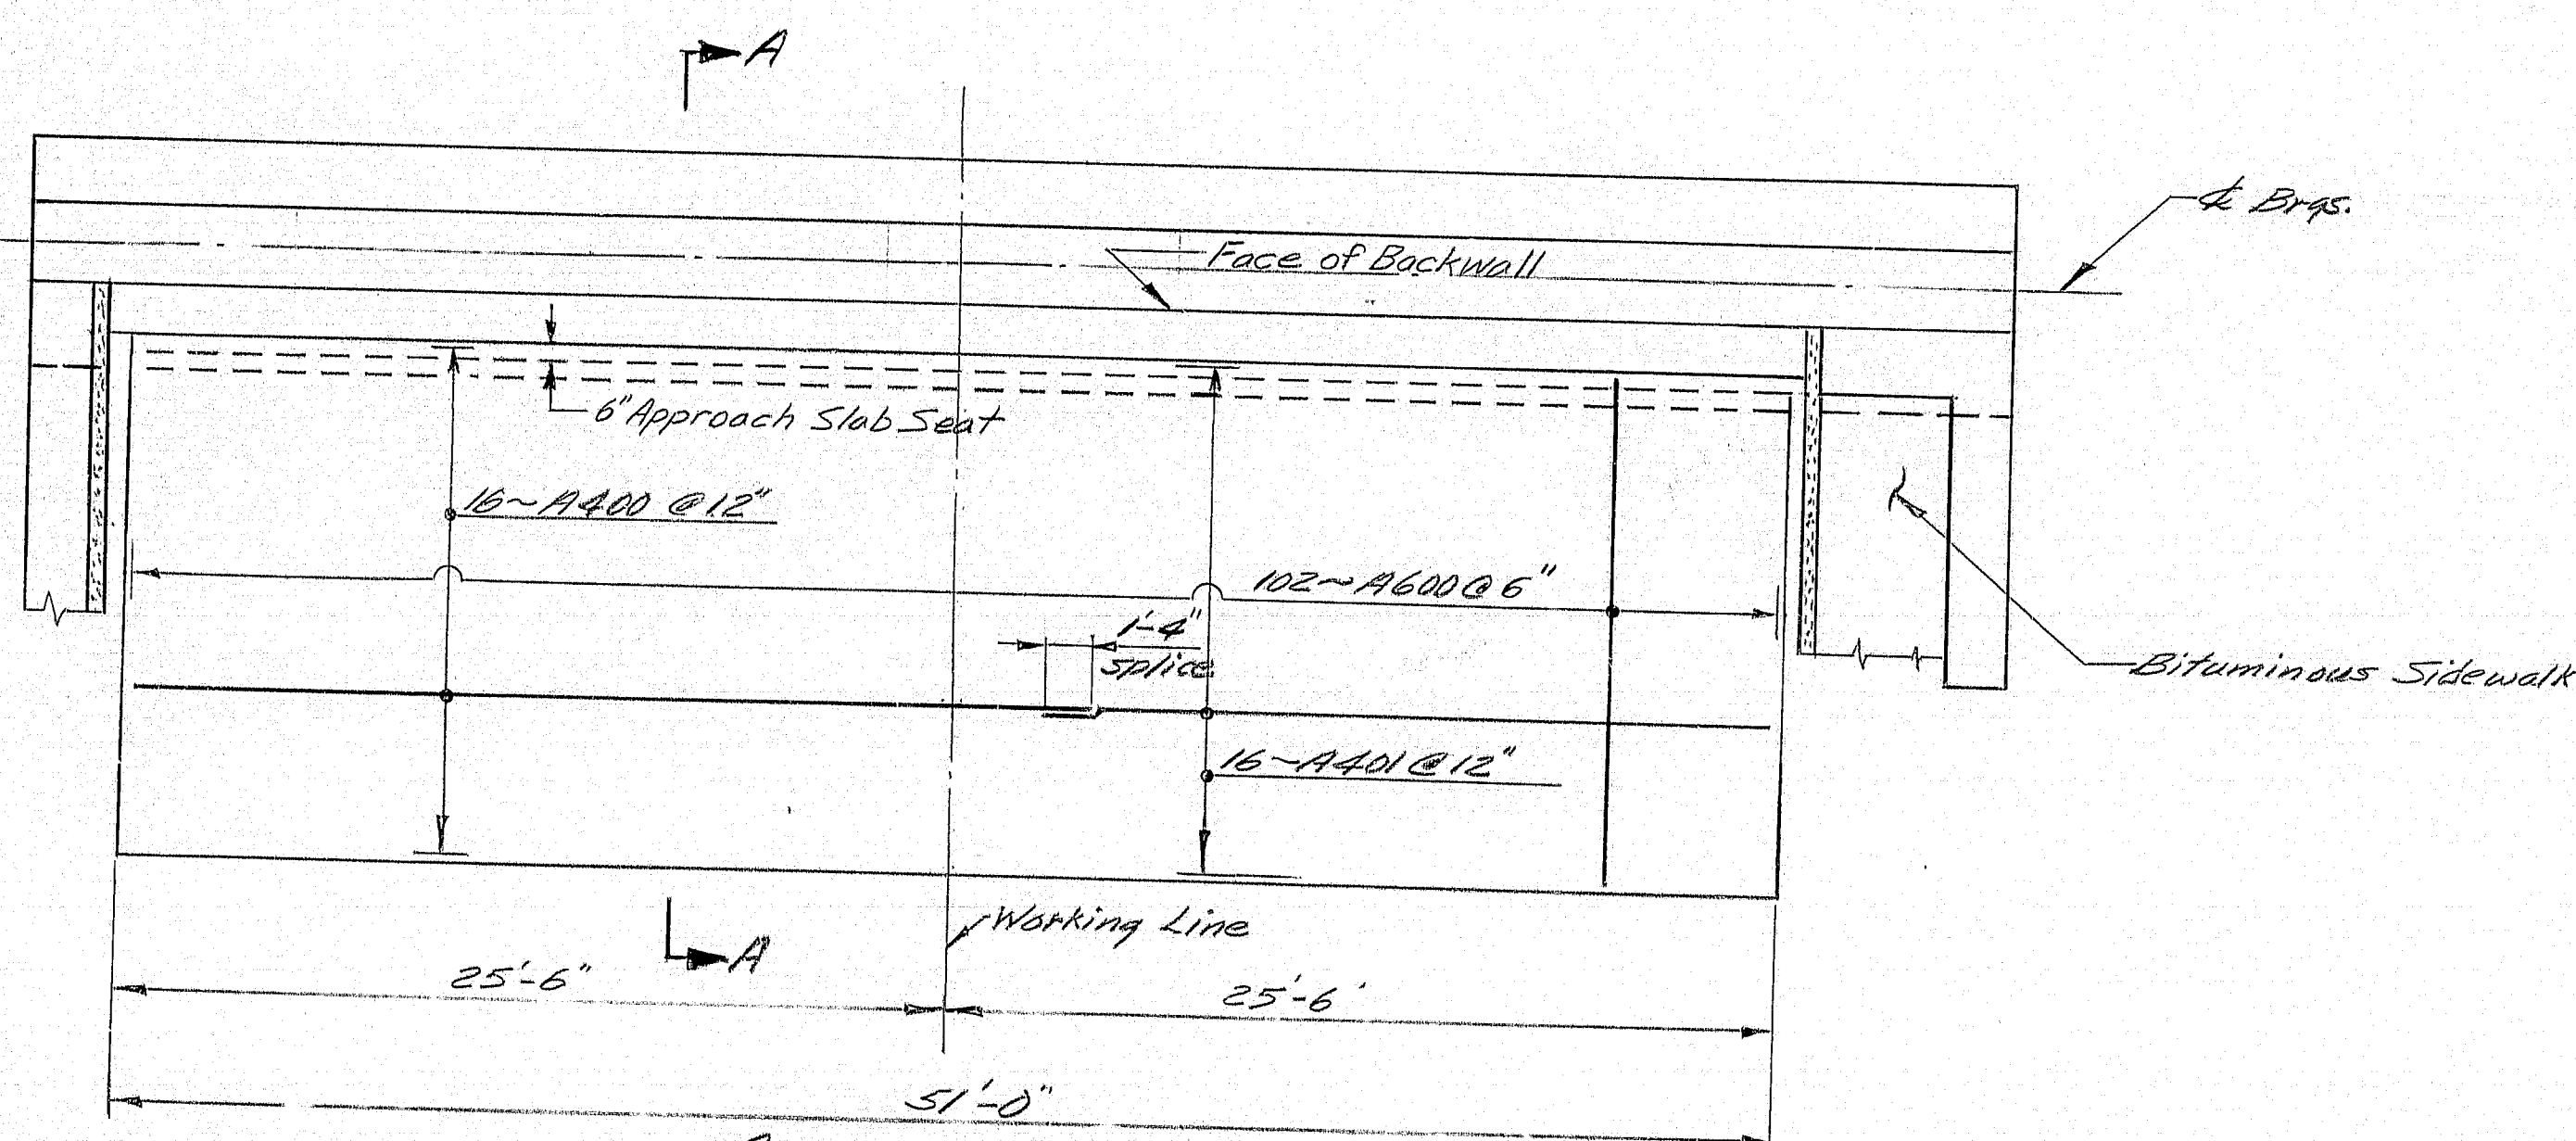 A
℄ Brgs.
Face of Backwall
6" Approach Slab Seat
16~A400 @ 12"
102~A600 @ 6"
1'-4"
splice
Bituminous Sidewalk
16~A401 @ 12"
Working Line
A
25'-6"
25'-6'
51'-0"